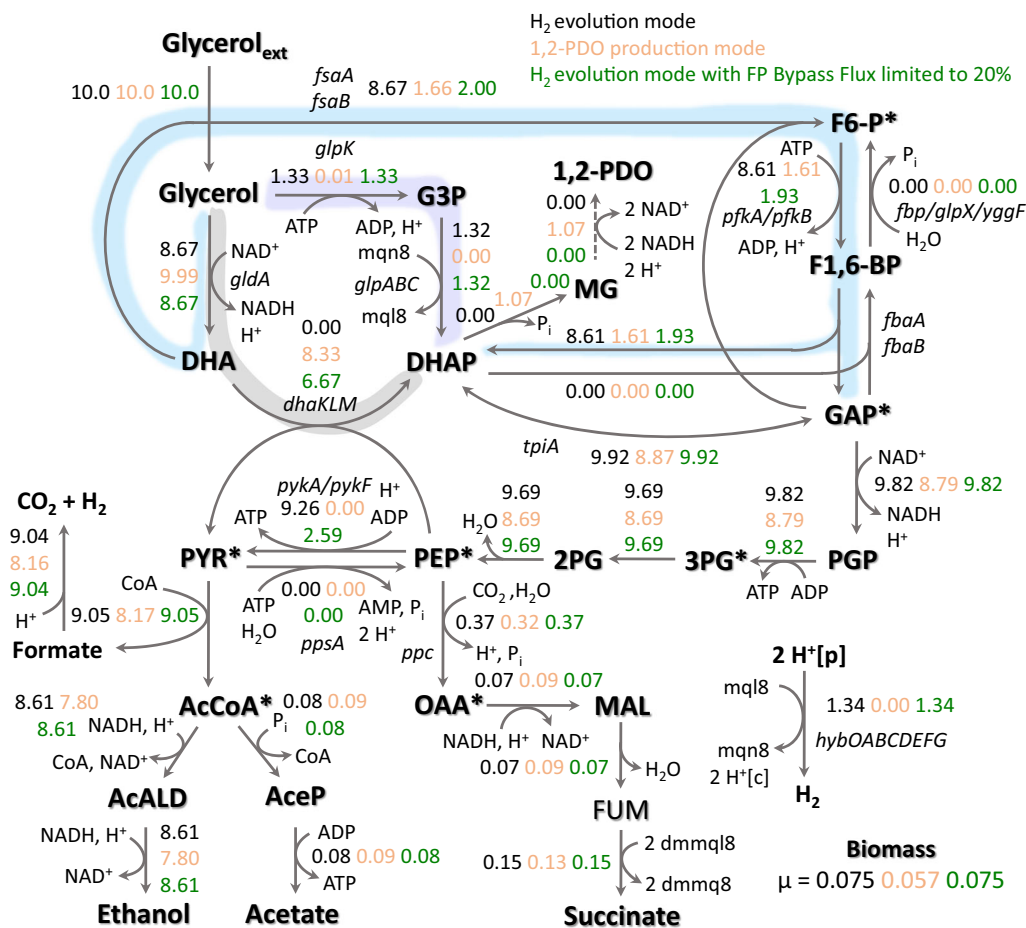 H2 evolution mode
1,2-PDO production mode
H2 evolution mode with FP Bypass Flux limited to 20%
Glycerolext
10.0 10.0 10.0
fsaA
fsaB
8.67 1.66 2.00
F6-P*
ATP
8.61 1.61
1.93
pfkA/pfkB
ADP, H+
Pi
0.00 0.00 0.00
fbp/glpX/yggF
H2O
F1,6-BP
glpK
1.33 0.01 1.33
Glycerol
G3P
ATP
ADP, H+
1,2-PDO
0.00
1.07
0.00
2 NAD+
2 NADH
2 H+
8.67
9.99
8.67
NAD+
gldA
NADH
H+
mqn8
glpABC
mql8
1.32
0.00
1.32
0.00
1.07
0.00
Pi
MG
DHA
0.00
8.33
6.67
dhaKLM
DHAP
8.61 1.61 1.93
0.00 0.00 0.00
fbaA
fbaB
GAP*
tpiA
9.92 8.87 9.92
NAD+
9.82 8.79 9.82
NADH
H+
CO2 + H2
9.04
8.16
9.04
H+
Formate
CoA
9.05 8.17 9.05
pykA/pykF
9.26 0.00
2.59
ATP
H+
ADP
PYR*
PEP*
0.00 0.00
0.00
ATP
H2O
ppsA
AMP, Pi
2 H+
H2O
9.69
8.69
9.69
2PG
9.69
8.69
9.69
3PG*
9.82
8.79
9.82
PGP
ATP
ADP
CO2 ,H2O
0.37 0.32 0.37
H+, Pi
ppc
0.07 0.09 0.07
OAA*
MAL
NADH, H+
NAD+
0.07 0.09 0.07
H2O
FUM
0.15 0.13 0.15
2 dmmql8
2 dmmq8
Succinate
8.61 7.80
8.61
NADH, H+
CoA, NAD+
AcCoA*
0.08 0.09
0.08
Pi
CoA
AcALD
AceP
NADH, H+
NAD+
8.61
7.80
8.61
ADP
0.08 0.09 0.08
ATP
Ethanol
Acetate
2 H+[p]
mql8
1.34 0.00 1.34
hybOABCDEFG
mqn8
2 H+[c]
H2
Biomass
μ = 0.075 0.057 0.075